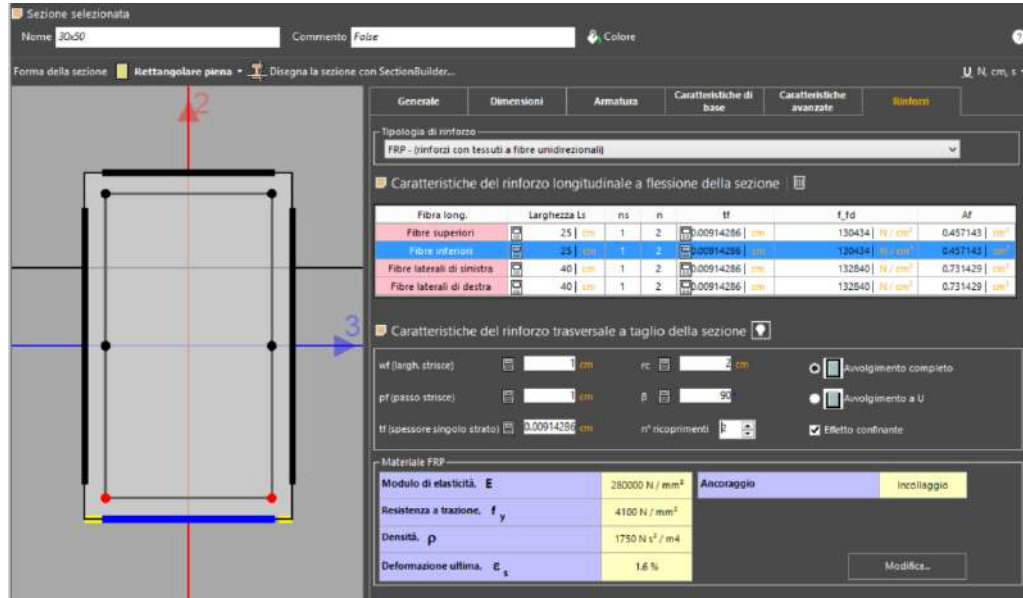 Sezione selezionata
Nome 30x50 Commento False Colore ?
Forma della sezione Rettangolare piena Disegna la sezione con SectionBuilder... U N, cm, s
Generale Dimensioni Armatura Caratteristiche di base Caratteristiche avanzate Rinforzi
Tipologia di rinforzo
FRP - (rinforzi con tessuti a fibre unidirezionali)
Caratteristiche del rinforzo longitudinale a flessione della sezione
Fibra long. Larghezza Ls ns n tf f_fd Af
Fibre superiori 25 cm 1 2 0.00914286 cm 130434 N / cm² 0.457143 cm²
Fibre inferiori 25 cm 1 2 0.00914286 cm 130434 N / cm² 0.457143 cm²
Fibre laterali di sinistra 40 cm 1 2 0.00914286 cm 132840 N / cm² 0.731429 cm²
Fibre laterali di destra 40 cm 1 2 0.00914286 cm 132840 N / cm² 0.731429 cm²
2
3
Caratteristiche del rinforzo trasversale a taglio della sezione
wf (largh. strisce) 1 cm rc 2 cm Avvolgimento completo
pf (passo strisce) 1 cm β 90 ° Avvolgimento a U
tf (spessore singolo strato) 0.00914286 cm n° ricoprimenti 2 Effetto confinante
Materiale FRP
Modulo di elasticità, E 280000 N / mm² Ancoraggio Incollaggio
Resistenza a trazione, f y 4100 N / mm²
Densità, ρ 1750 N s² / m4
Deformazione ultima, ε s 1.6 % Modifica...